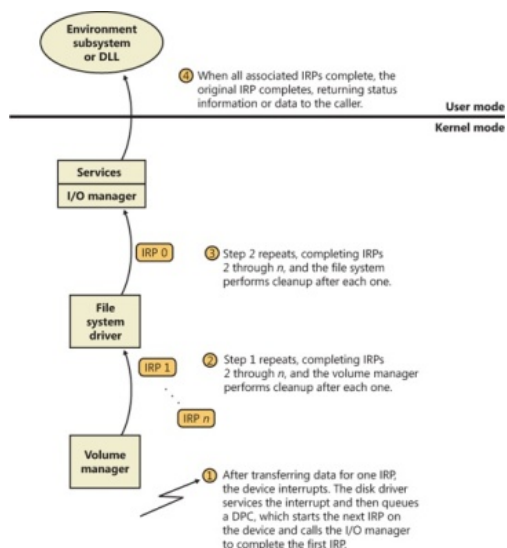 Environment
subsystem
or DLL
4 When all associated IRPs complete, the
original IRP completes, returning status
information or data to the caller.
User mode
Kernel mode
Services
I/O manager
IRP 0
3 Step 2 repeats, completing IRPs
2 through n, and the file system
performs cleanup after each one.
File
system
driver
IRP 1
2 Step 1 repeats, completing IRPs
2 through n, and the volume manager
performs cleanup after each one.
IRP n
Volume
manager
1 After transferring data for one IRP,
the device interrupts. The disk driver
services the interrupt and then queues
a DPC, which starts the next IRP on
the device and calls the I/O manager
to complete the first IRP.